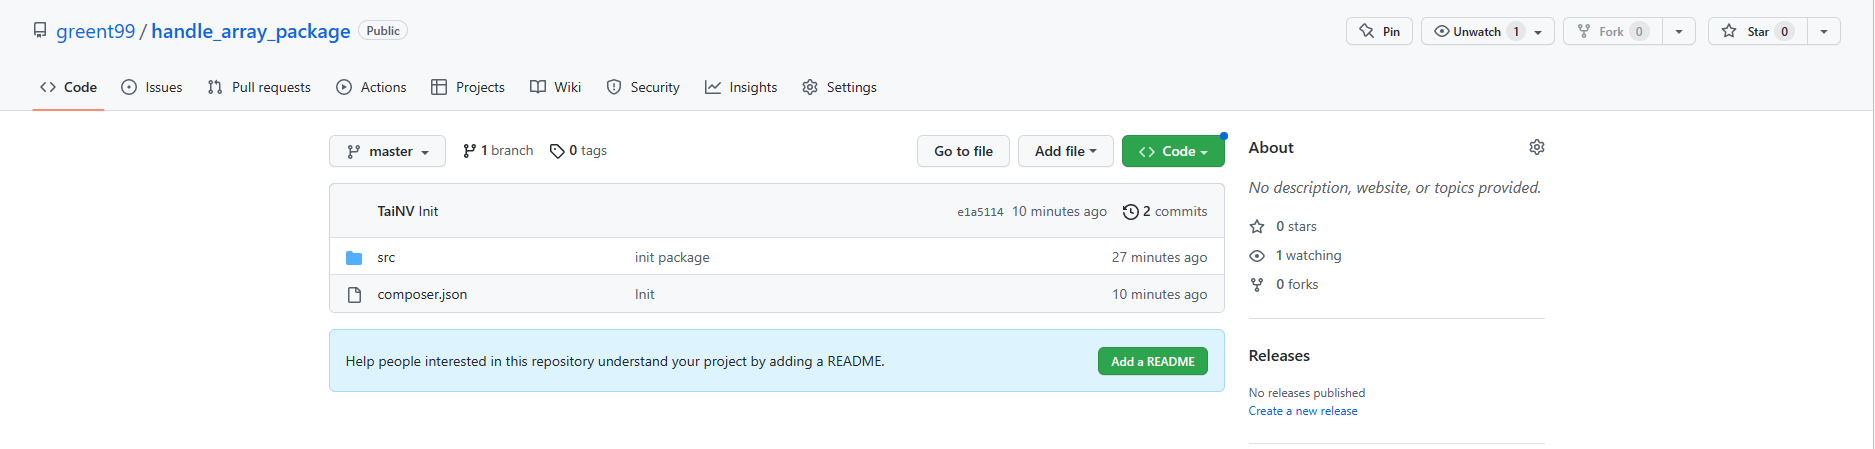 greent99 / handle_array_package Public
Pin Unwatch 1 Fork 0 Star 0
Code Issues Pull requests Actions Projects Wiki Security Insights Settings
master 1 branch 0 tags Go to file Add file Code
TaiNV Init e1a5114 10 minutes ago 2 commits
src init package 27 minutes ago
composer.json Init 10 minutes ago
Help people interested in this repository understand your project by adding a README. Add a README
About
No description, website, or topics provided.
0 stars
1 watching
0 forks
Releases
No releases published
Create a new release